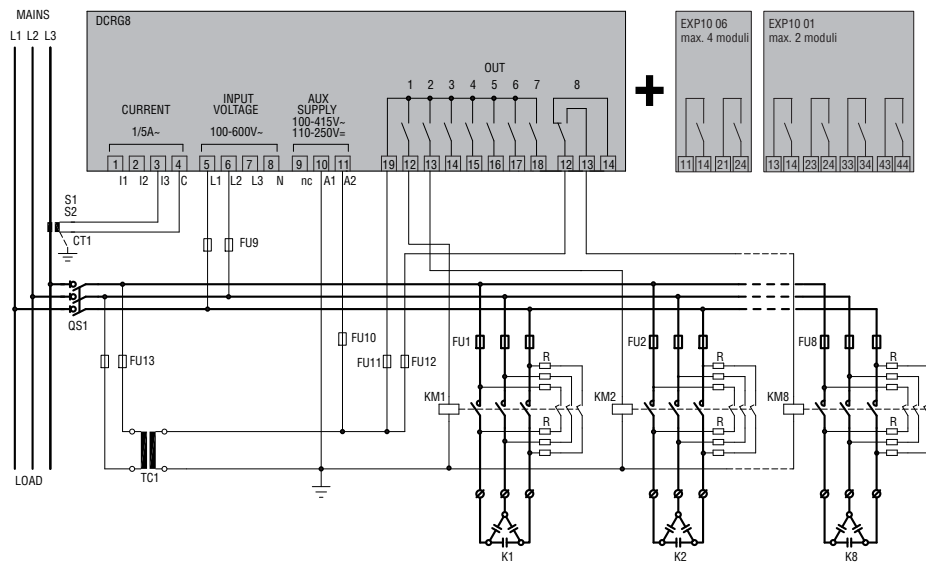 MAINS
L1 L2 L3
DCRG8
EXP10 06
max. 4 moduli
EXP10 01
max. 2 moduli
OUT
1 2 3 4 5 6 7 8
CURRENT
1/5A~
INPUT
VOLTAGE
100-600V~
AUX
SUPPLY
100-415V~
110-250V=
1 2 3 4 5 6 7 8 9 10 11 19 12 13 14 15 16 17 18 12 13 14
11 14 21 24
13 14 23 24 33 34 43 44
I1 I2 I3 C L1 L2 L3 N nc A1 A2
S1
S2
CT1
FU9
QS1
FU13
FU10
FU11
FU12
FU1
FU2
FU8
R
R
R
KM1
KM2
KM8
R
R
R
TC1
LOAD
K1
K2
K8